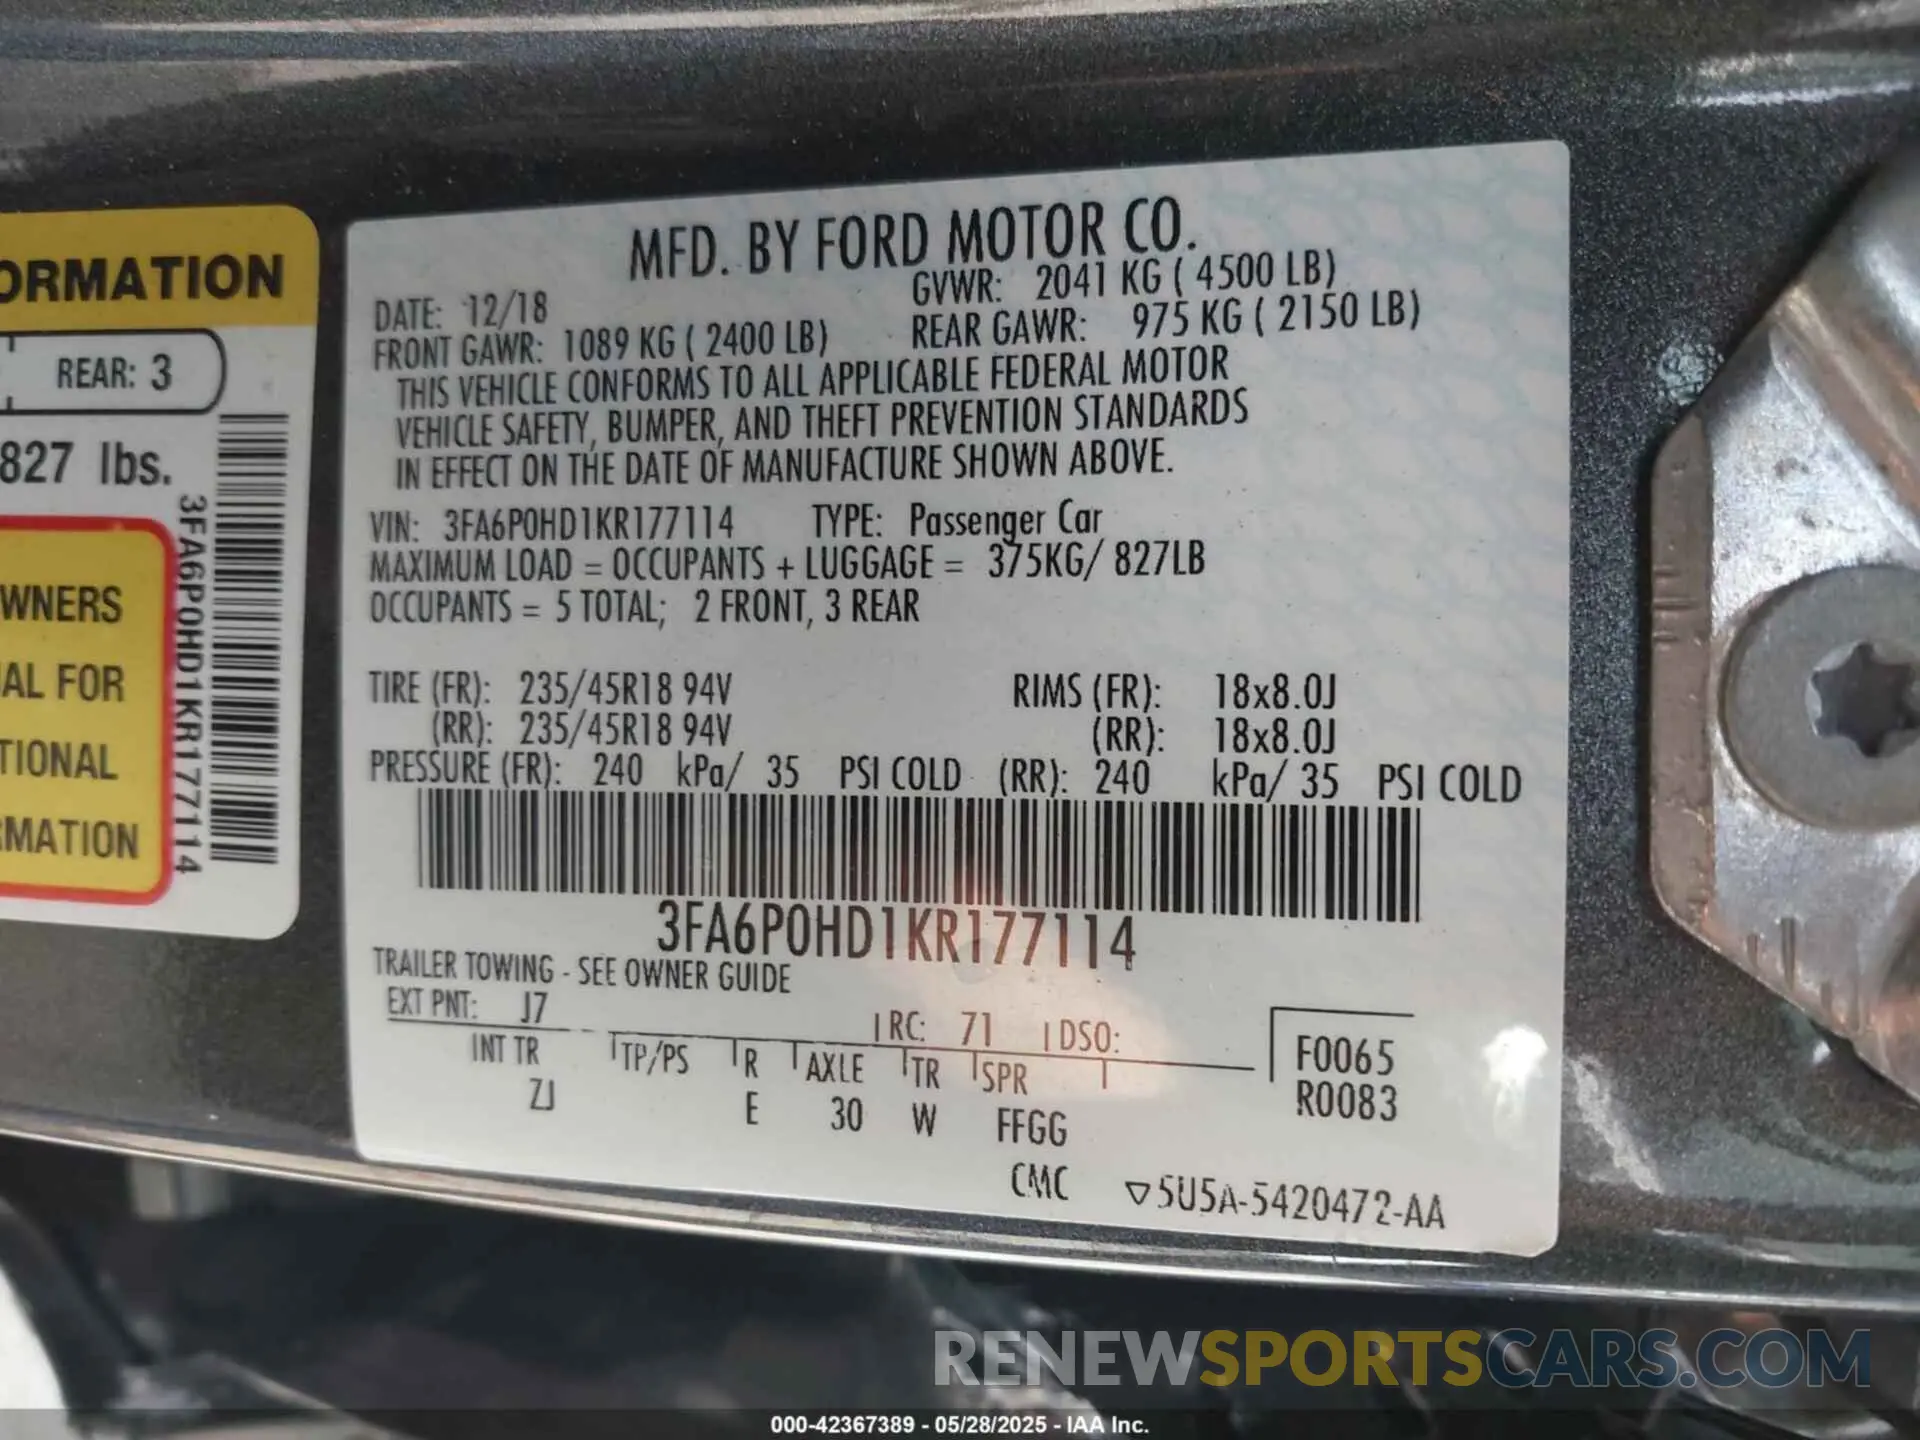 ORMATION
REAR: 3
827 lbs.
3FA6P0HD1KR177114
WNERS
AL FOR
TIONAL
MATION
MFD. BY FORD MOTOR CO.
DATE: 12/18 GVWR: 2041 KG ( 4500 LB)
FRONT GAWR: 1089 KG ( 2400 LB) REAR GAWR: 975 KG ( 2150 LB)
THIS VEHICLE CONFORMS TO ALL APPLICABLE FEDERAL MOTOR
VEHICLE SAFETY, BUMPER, AND THEFT PREVENTION STANDARDS
IN EFFECT ON THE DATE OF MANUFACTURE SHOWN ABOVE.
VIN: 3FA6P0HD1KR177114 TYPE: Passenger Car
MAXIMUM LOAD = OCCUPANTS + LUGGAGE = 375KG/ 827LB
OCCUPANTS = 5 TOTAL; 2 FRONT, 3 REAR
TIRE (FR): 235/45R18 94V RIMS (FR): 18x8.0J
(RR): 235/45R18 94V (RR): 18x8.0J
PRESSURE (FR): 240 kPa/ 35 PSI COLD (RR): 240 kPa/ 35 PSI COLD
3FA6P0HD1KR177114
TRAILER TOWING - SEE OWNER GUIDE
EXT PNT: J7 RC: 71 DSO:
INT TR TP/PS R AXLE TR SPR
ZJ E 30 W FFGG
F0065
R0083
CMC ▽5U5A-5420472-AA
RENEWSPORTSCARS.COM
000-42367389 - 05/28/2025 - IAA Inc.